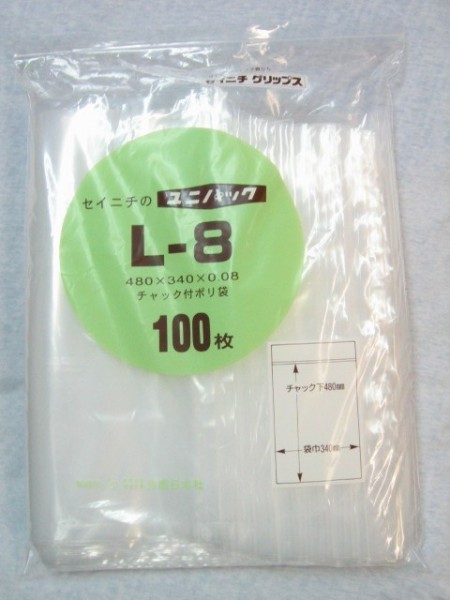 セイニチ グリップス
セイニチの ユニパック
L-8
480×340×0.08
チャック付ポリ袋
100枚
チャック下480mm
袋巾340mm